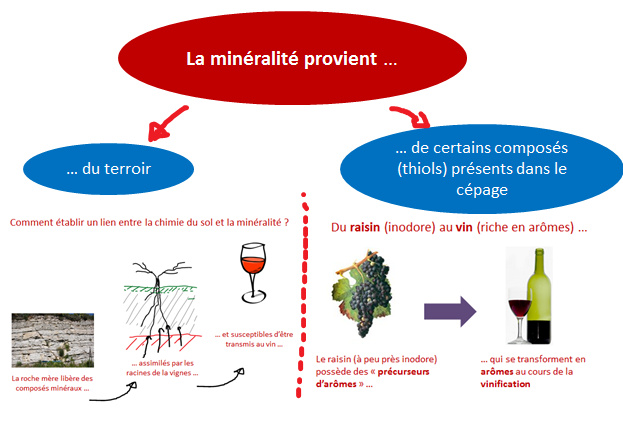 La minéralité provient ...
... du terroir
... de certains composés
(thiols) présents dans le
cépage
Comment établir un lien entre la chimie du sol et la minéralité ?
La roche mère libère des
composés minéraux ...
... assimilés par les
racines de la vignes ...
... et susceptibles d'être
transmis au vin ...
Du raisin (inodore) au vin (riche en arômes) ...
Le raisin (à peu près inodore)
possède des « précurseurs
d'arômes » ...
... qui se transforment en
arômes au cours de la
vinification